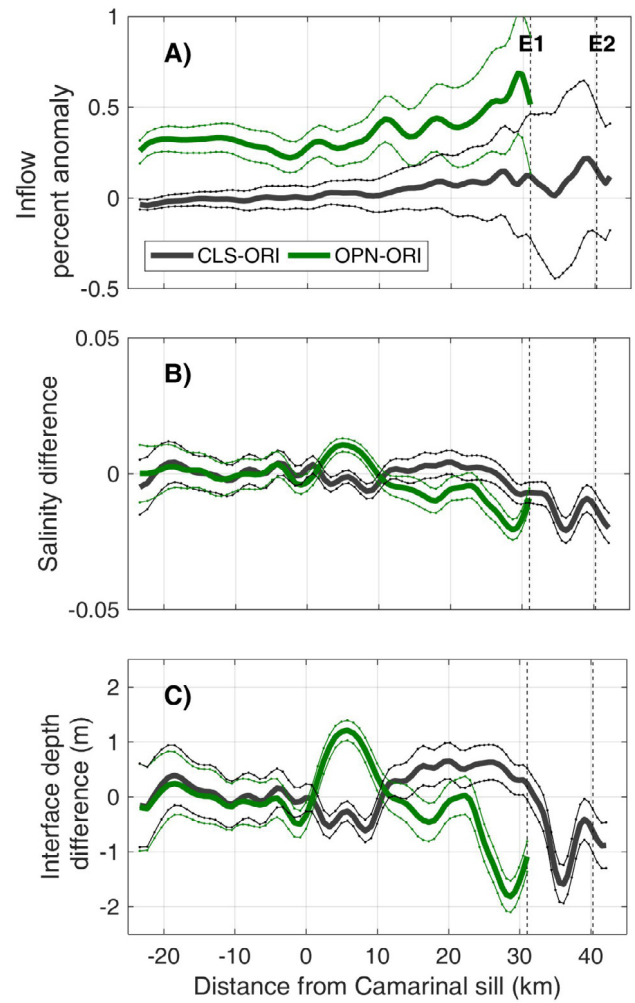 1
A)
E1
E2
0.5
0
-0.5
Inflow
percent anomaly
CLS-ORI
OPN-ORI
0.05
B)
0
-0.05
Salinity difference
2
C)
1
0
-1
-2
Interface depth
difference (m)
-20 -10 0 10 20 30 40
Distance from Camarinal sill (km)